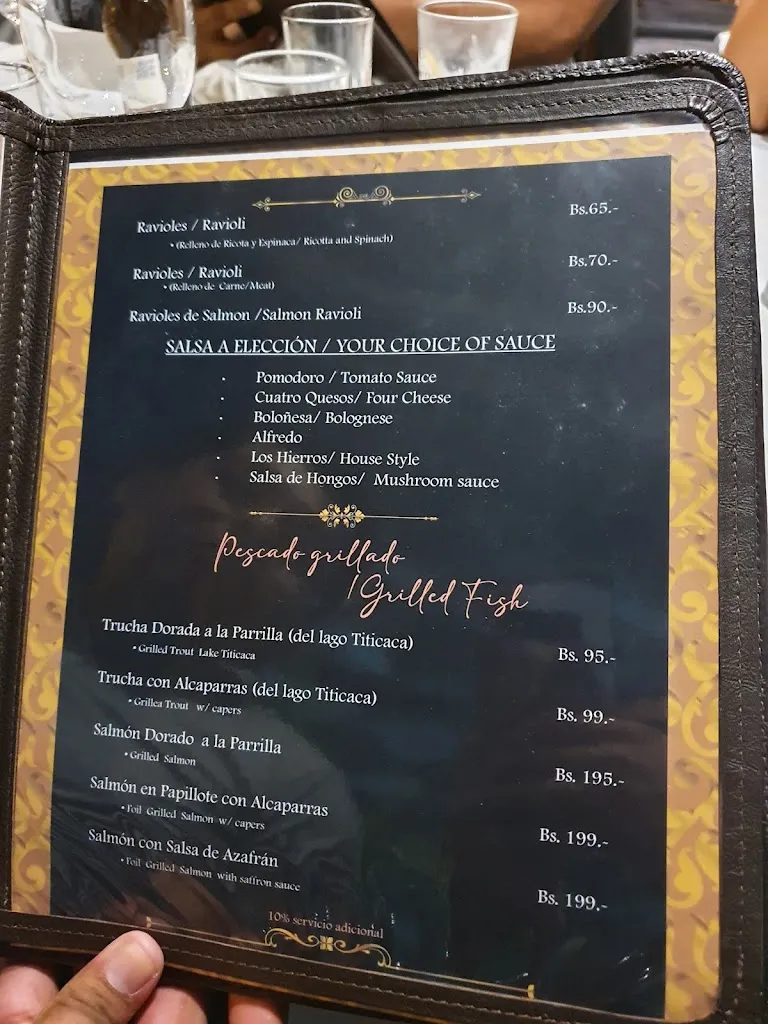 Ravioles / Ravioli Bs.65.-
• (Relleno de Ricota y Espinaca/ Ricotta and Spinach)
Ravioles / Ravioli Bs.70.-
• (Relleno de Carne/Meat)
Ravioles de Salmon /Salmon Ravioli Bs.90.-
SALSA A ELECCIÓN / YOUR CHOICE OF SAUCE
· Pomodoro / Tomato Sauce
· Cuatro Quesos/ Four Cheese
· Boloñesa/ Bolognese
· Alfredo
· Los Hierros/ House Style
· Salsa de Hongos/ Mushroom sauce
Pescado grillado
/Grilled Fish
Trucha Dorada a la Parrilla (del lago Titicaca) Bs. 95.-
• Grilled Trout Lake Titicaca
Trucha con Alcaparras (del lago Titicaca) Bs. 99.-
• Grillea Trout w/ capers
Salmón Dorado a la Parrilla Bs. 195.-
• Grilled Salmon
Salmón en Papillote con Alcaparras Bs. 199.-
• Foil Grilled Salmon w/ capers
Salmón con Salsa de Azafrán Bs. 199.-
• Foil Grilled Salmon with saffron sauce
10% servicio adicional